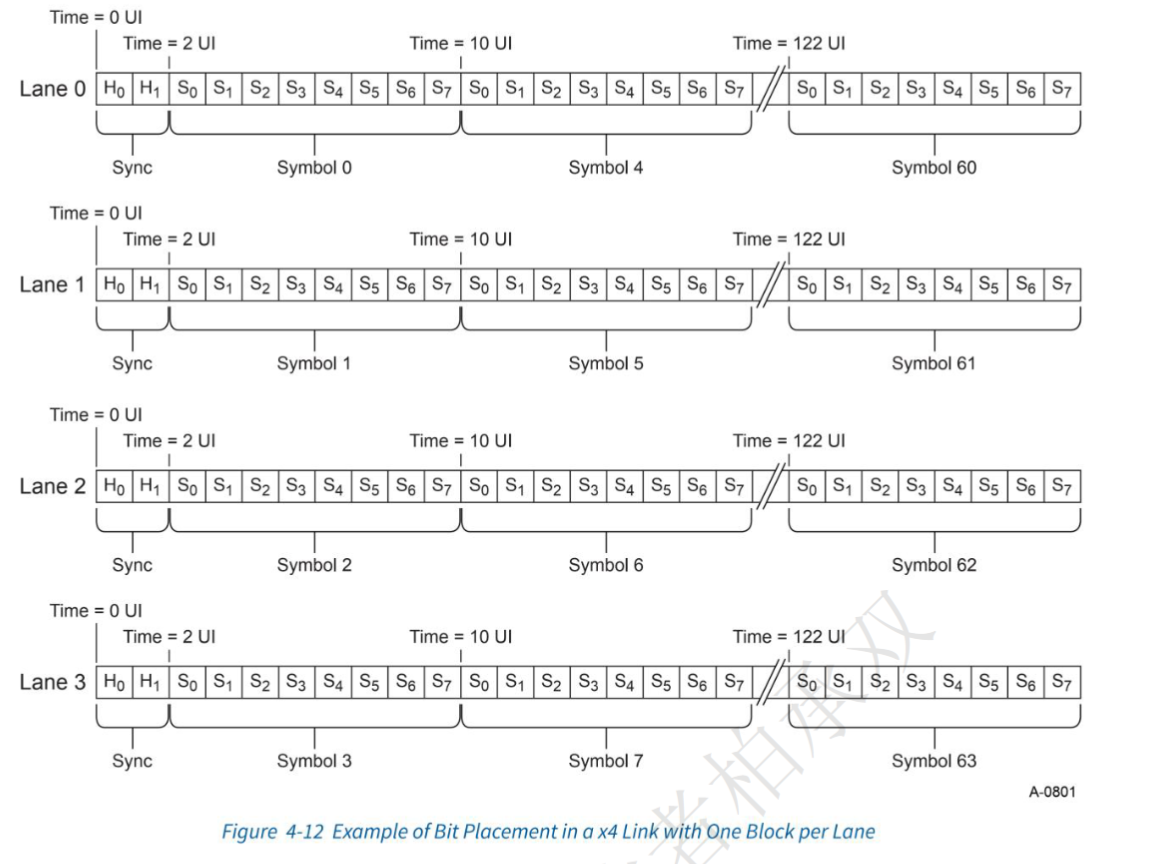 Time = 0 UI
Time = 2 UI Time = 10 UI Time = 122 UI
Lane 0 H₀ H₁ S₀ S₁ S₂ S₃ S₄ S₅ S₆ S₇ S₀ S₁ S₂ S₃ S₄ S₅ S₆ S₇ S₀ S₁ S₂ S₃ S₄ S₅ S₆ S₇
Sync Symbol 0 Symbol 4 Symbol 60
Time = 0 UI
Time = 2 UI Time = 10 UI Time = 122 UI
Lane 1 H₀ H₁ S₀ S₁ S₂ S₃ S₄ S₅ S₆ S₇ S₀ S₁ S₂ S₃ S₄ S₅ S₆ S₇ S₀ S₁ S₂ S₃ S₄ S₅ S₆ S₇
Sync Symbol 1 Symbol 5 Symbol 61
Time = 0 UI
Time = 2 UI Time = 10 UI Time = 122 UI
Lane 2 H₀ H₁ S₀ S₁ S₂ S₃ S₄ S₅ S₆ S₇ S₀ S₁ S₂ S₃ S₄ S₅ S₆ S₇ S₀ S₁ S₂ S₃ S₄ S₅ S₆ S₇
Sync Symbol 2 Symbol 6 Symbol 62
Time = 0 UI
Time = 2 UI Time = 10 UI Time = 122 UI
Lane 3 H₀ H₁ S₀ S₁ S₂ S₃ S₄ S₅ S₆ S₇ S₀ S₁ S₂ S₃ S₄ S₅ S₆ S₇ S₀ S₁ S₂ S₃ S₄ S₅ S₆ S₇
Sync Symbol 3 Symbol 7 Symbol 63
A-0801
Figure 4-12 Example of Bit Placement in a x4 Link with One Block per Lane
者柏承双